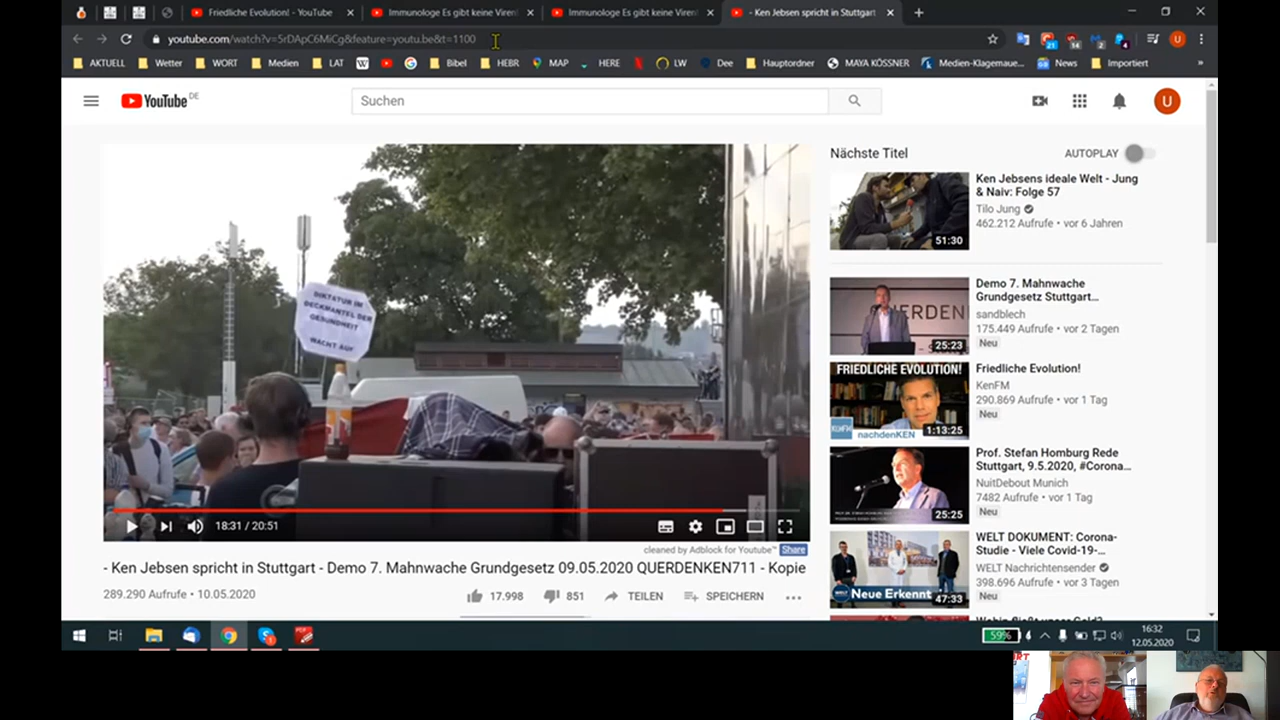 Friedliche Evolution! - YouTube
Immunologe Es gibt keine Viren!
Immunologe Es gibt keine Viren!
- Ken Jebsen spricht in Stuttgart
youtube.com/watch?v=5rDApC6MiCg&feature=youtu.be&t=1100
21 14 2 4 U
AKTUELL Wetter WORT Medien LAT Bibel HEBR MAP HERE LW Dee Hauptordner MAYA KÖSSNER Medien-Klagemaue... News Importiert »
YouTube DE
Suchen
U
DIKTATUR IM
DECKMANTEL DER
GESUNDHEIT
WACHT AUF
18:31 / 20:51
cleaned by Adblock for Youtube™ Share
- Ken Jebsen spricht in Stuttgart - Demo 7. Mahnwache Grundgesetz 09.05.2020 QUERDENKEN711 - Kopie
289.290 Aufrufe • 10.05.2020
17.998 851 TEILEN SPEICHERN ...
Nächste Titel AUTOPLAY
51:30
Ken Jebsens ideale Welt - Jung
& Naiv: Folge 57
Tilo Jung
462.212 Aufrufe • vor 6 Jahren
UERDEN
25:23
Demo 7. Mahnwache
Grundgesetz Stuttgart...
sandblech
175.449 Aufrufe • vor 2 Tagen
Neu
FRIEDLICHE EVOLUTION!
KENFM
nachdenKEN
1:13:25
Friedliche Evolution!
KenFM
290.869 Aufrufe • vor 1 Tag
Neu
25:25
Prof. Stefan Homburg Rede
Stuttgart, 9.5.2020, #Corona...
NuitDebout Munich
7482 Aufrufe • vor 1 Tag
Neu
Neue Erkennt
47:33
WELT DOKUMENT: Corona-
Studie - Viele Covid-19-...
WELT Nachrichtensender
398.696 Aufrufe • vor 3 Tagen
Neu
59%
16:32
12.05.2020